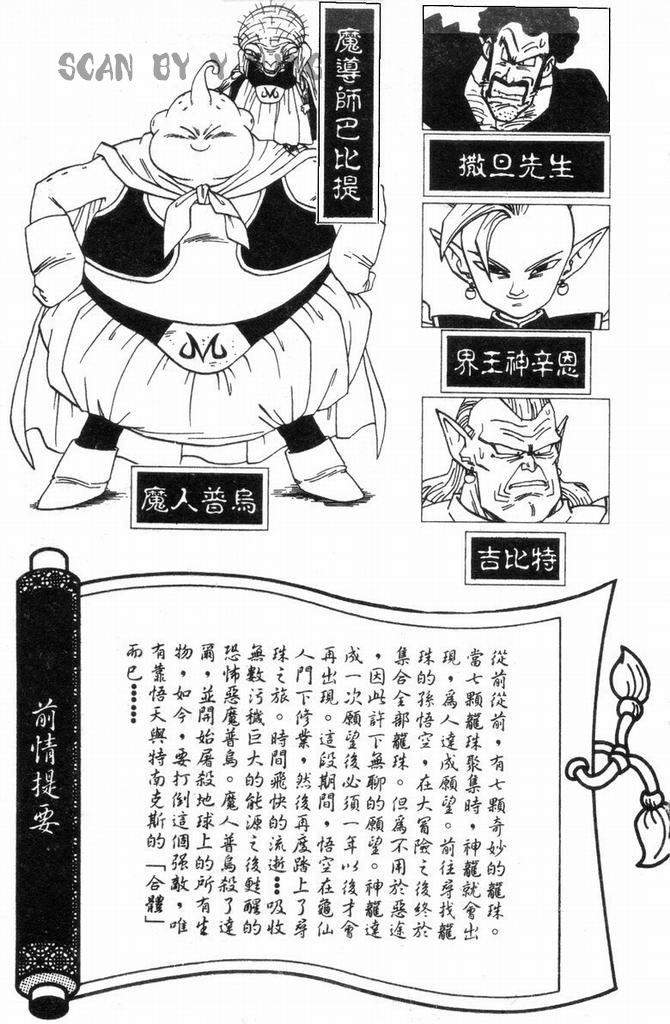 SCAN BY
魔導師巴比提
撒旦先生
界王神辛恩
吉比特
魔人普烏
前情提要
從前從前，有七顆奇妙的龍珠。
當七顆龍珠聚集時，神龍就會出
現，為人達成願望。前往尋找龍
珠的孫悟空，在大冒險之後終於
集合全部龍珠。但為不用於惡途
，因此許下無聊的願望。神龍達
成一次願望後必須一年以後才會
再出現。這段期間，悟空在龜仙
人門下修業，然後再度踏上了尋
珠之旅。時間飛快的流逝…吸收
無數污穢巨大的能源之後甦醒的
恐怖惡魔普烏。魔人普烏殺了達
爾，並開始屠殺地球上的所有生
物，如今，要打倒這個強敵，唯
有靠悟天與特南克斯的「合體」
而已……